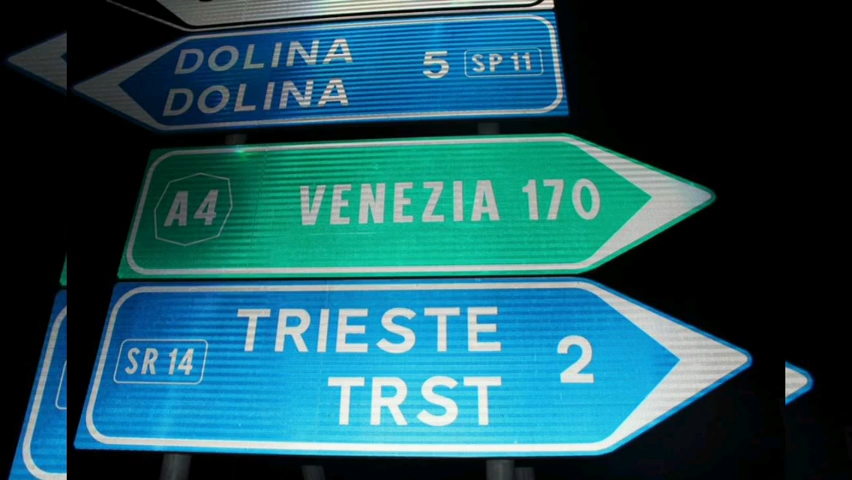 DOLINA
DOLINA
5 SP 11
A4 VENEZIA 170
SR 14
TRIESTE
TRST
2